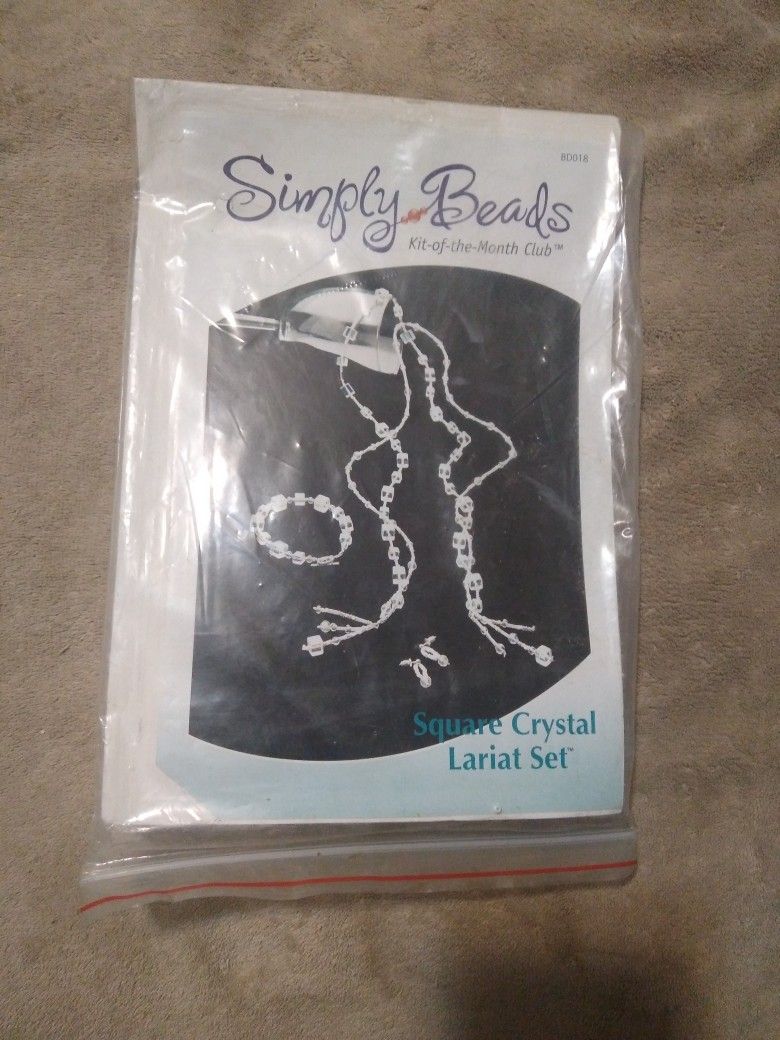 BD018
Simply Beads
Kit-of-the-Month Club™
Square Crystal
Lariat Set™